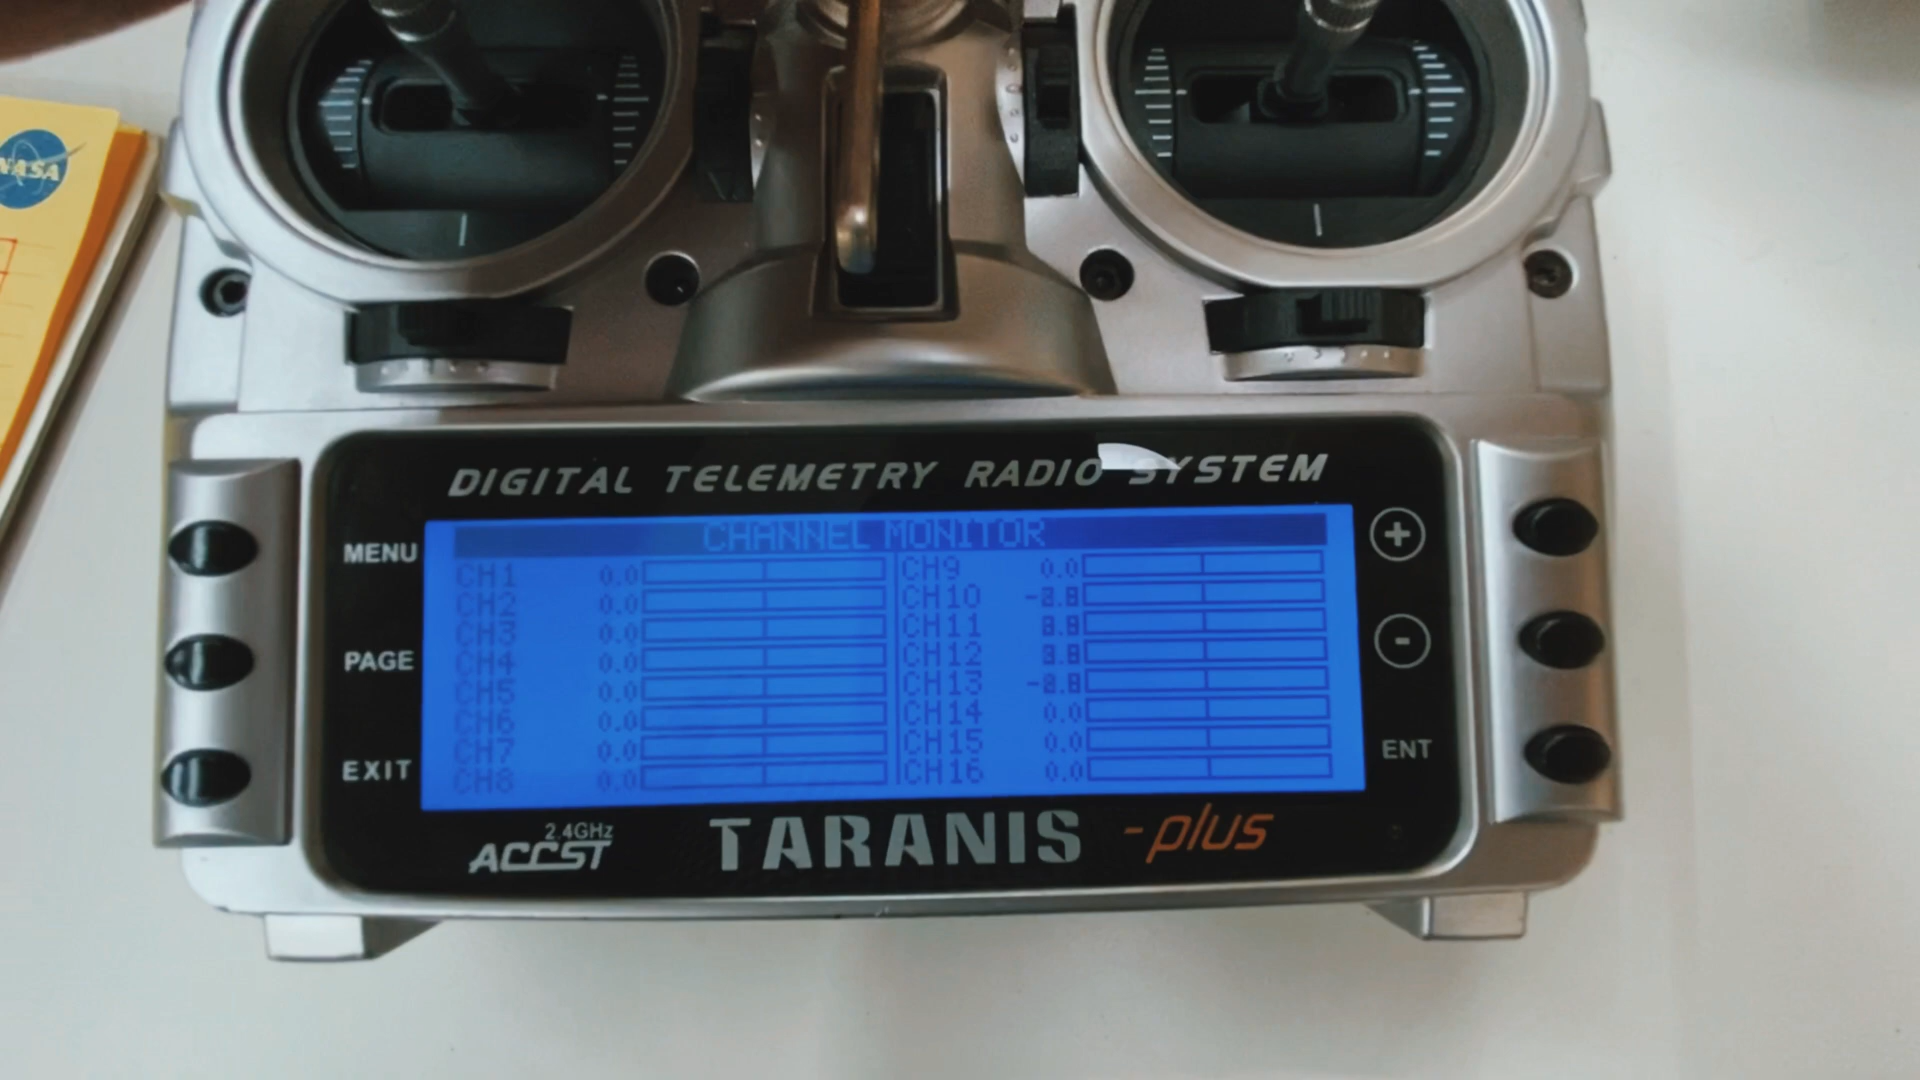 NASA
DIGITAL TELEMETRY RADIO SYSTEM
MENU
PAGE
EXIT
CHANNEL MONITOR
CH1 0.0
CH2 0.0
CH3 0.0
CH4 0.0
CH5 0.0
CH6 0.0
CH7 0.0
CH8 0.0
CH9 0.0
CH10
CH11
CH12
CH13
CH14 0.0
CH15 0.0
CH16 0.0
+
-
ENT
2.4GHz
ACCST
TARANIS -plus